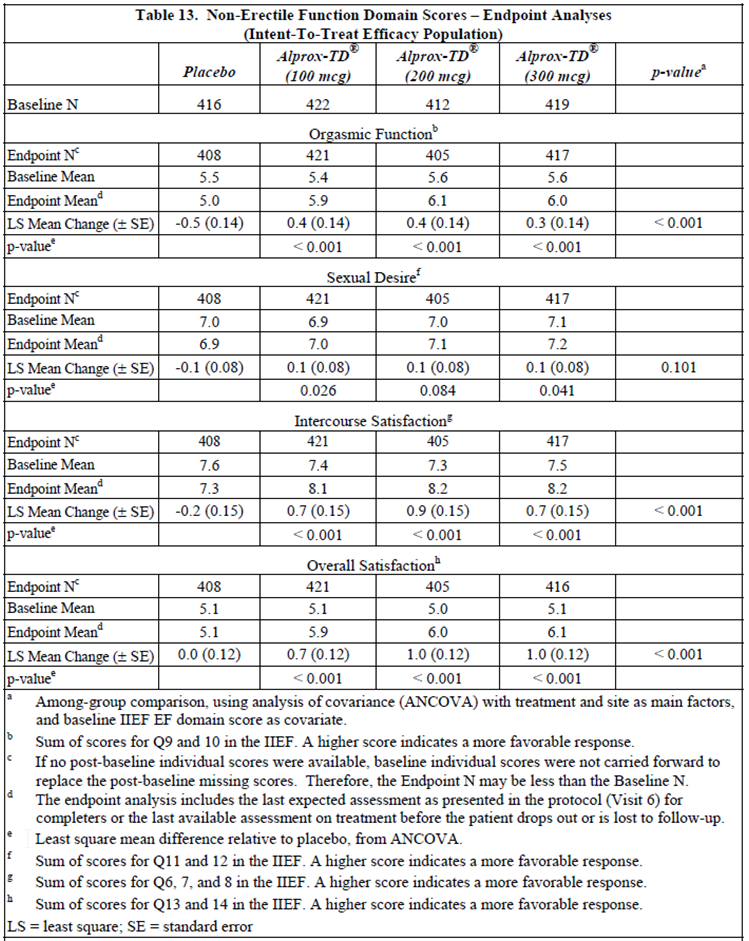 Table 13. Non-Erectile Function Domain Scores – Endpoint Analyses
(Intent-To-Treat Efficacy Population)
Placebo Alprox-TD® (100 mcg) Alprox-TD® (200 mcg) Alprox-TD® (300 mcg) p-valueᵃ
Baseline N 416 422 412 419
Orgasmic Functionᵇ
Endpoint Nᶜ 408 421 405 417
Baseline Mean 5.5 5.4 5.6 5.6
Endpoint Meanᵈ 5.0 5.9 6.1 6.0
LS Mean Change (± SE) -0.5 (0.14) 0.4 (0.14) 0.4 (0.14) 0.3 (0.14) < 0.001
p-valueᵉ < 0.001 < 0.001 < 0.001
Sexual Desireᶠ
Endpoint Nᶜ 408 421 405 417
Baseline Mean 7.0 6.9 7.0 7.1
Endpoint Meanᵈ 6.9 7.0 7.1 7.2
LS Mean Change (± SE) -0.1 (0.08) 0.1 (0.08) 0.1 (0.08) 0.1 (0.08) 0.101
p-valueᵉ 0.026 0.084 0.041
Intercourse Satisfactionᵍ
Endpoint Nᶜ 408 421 405 417
Baseline Mean 7.6 7.4 7.3 7.5
Endpoint Meanᵈ 7.3 8.1 8.2 8.2
LS Mean Change (± SE) -0.2 (0.15) 0.7 (0.15) 0.9 (0.15) 0.7 (0.15) < 0.001
p-valueᵉ < 0.001 < 0.001 < 0.001
Overall Satisfactionʰ
Endpoint Nᶜ 408 421 405 416
Baseline Mean 5.1 5.1 5.0 5.1
Endpoint Meanᵈ 5.1 5.9 6.0 6.1
LS Mean Change (± SE) 0.0 (0.12) 0.7 (0.12) 1.0 (0.12) 1.0 (0.12) < 0.001
p-valueᵉ < 0.001 < 0.001 < 0.001
a Among-group comparison, using analysis of covariance (ANCOVA) with treatment and site as main factors,
and baseline IIEF EF domain score as covariate.
b Sum of scores for Q9 and 10 in the IIEF. A higher score indicates a more favorable response.
c If no post-baseline individual scores were available, baseline individual scores were not carried forward to
replace the post-baseline missing scores. Therefore, the Endpoint N may be less than the Baseline N.
d The endpoint analysis includes the last expected assessment as presented in the protocol (Visit 6) for
completers or the last available assessment on treatment before the patient drops out or is lost to follow-up.
e Least square mean difference relative to placebo, from ANCOVA.
f Sum of scores for Q11 and 12 in the IIEF. A higher score indicates a more favorable response.
g Sum of scores for Q6, 7, and 8 in the IIEF. A higher score indicates a more favorable response.
h Sum of scores for Q13 and 14 in the IIEF. A higher score indicates a more favorable response.
LS = least square; SE = standard error